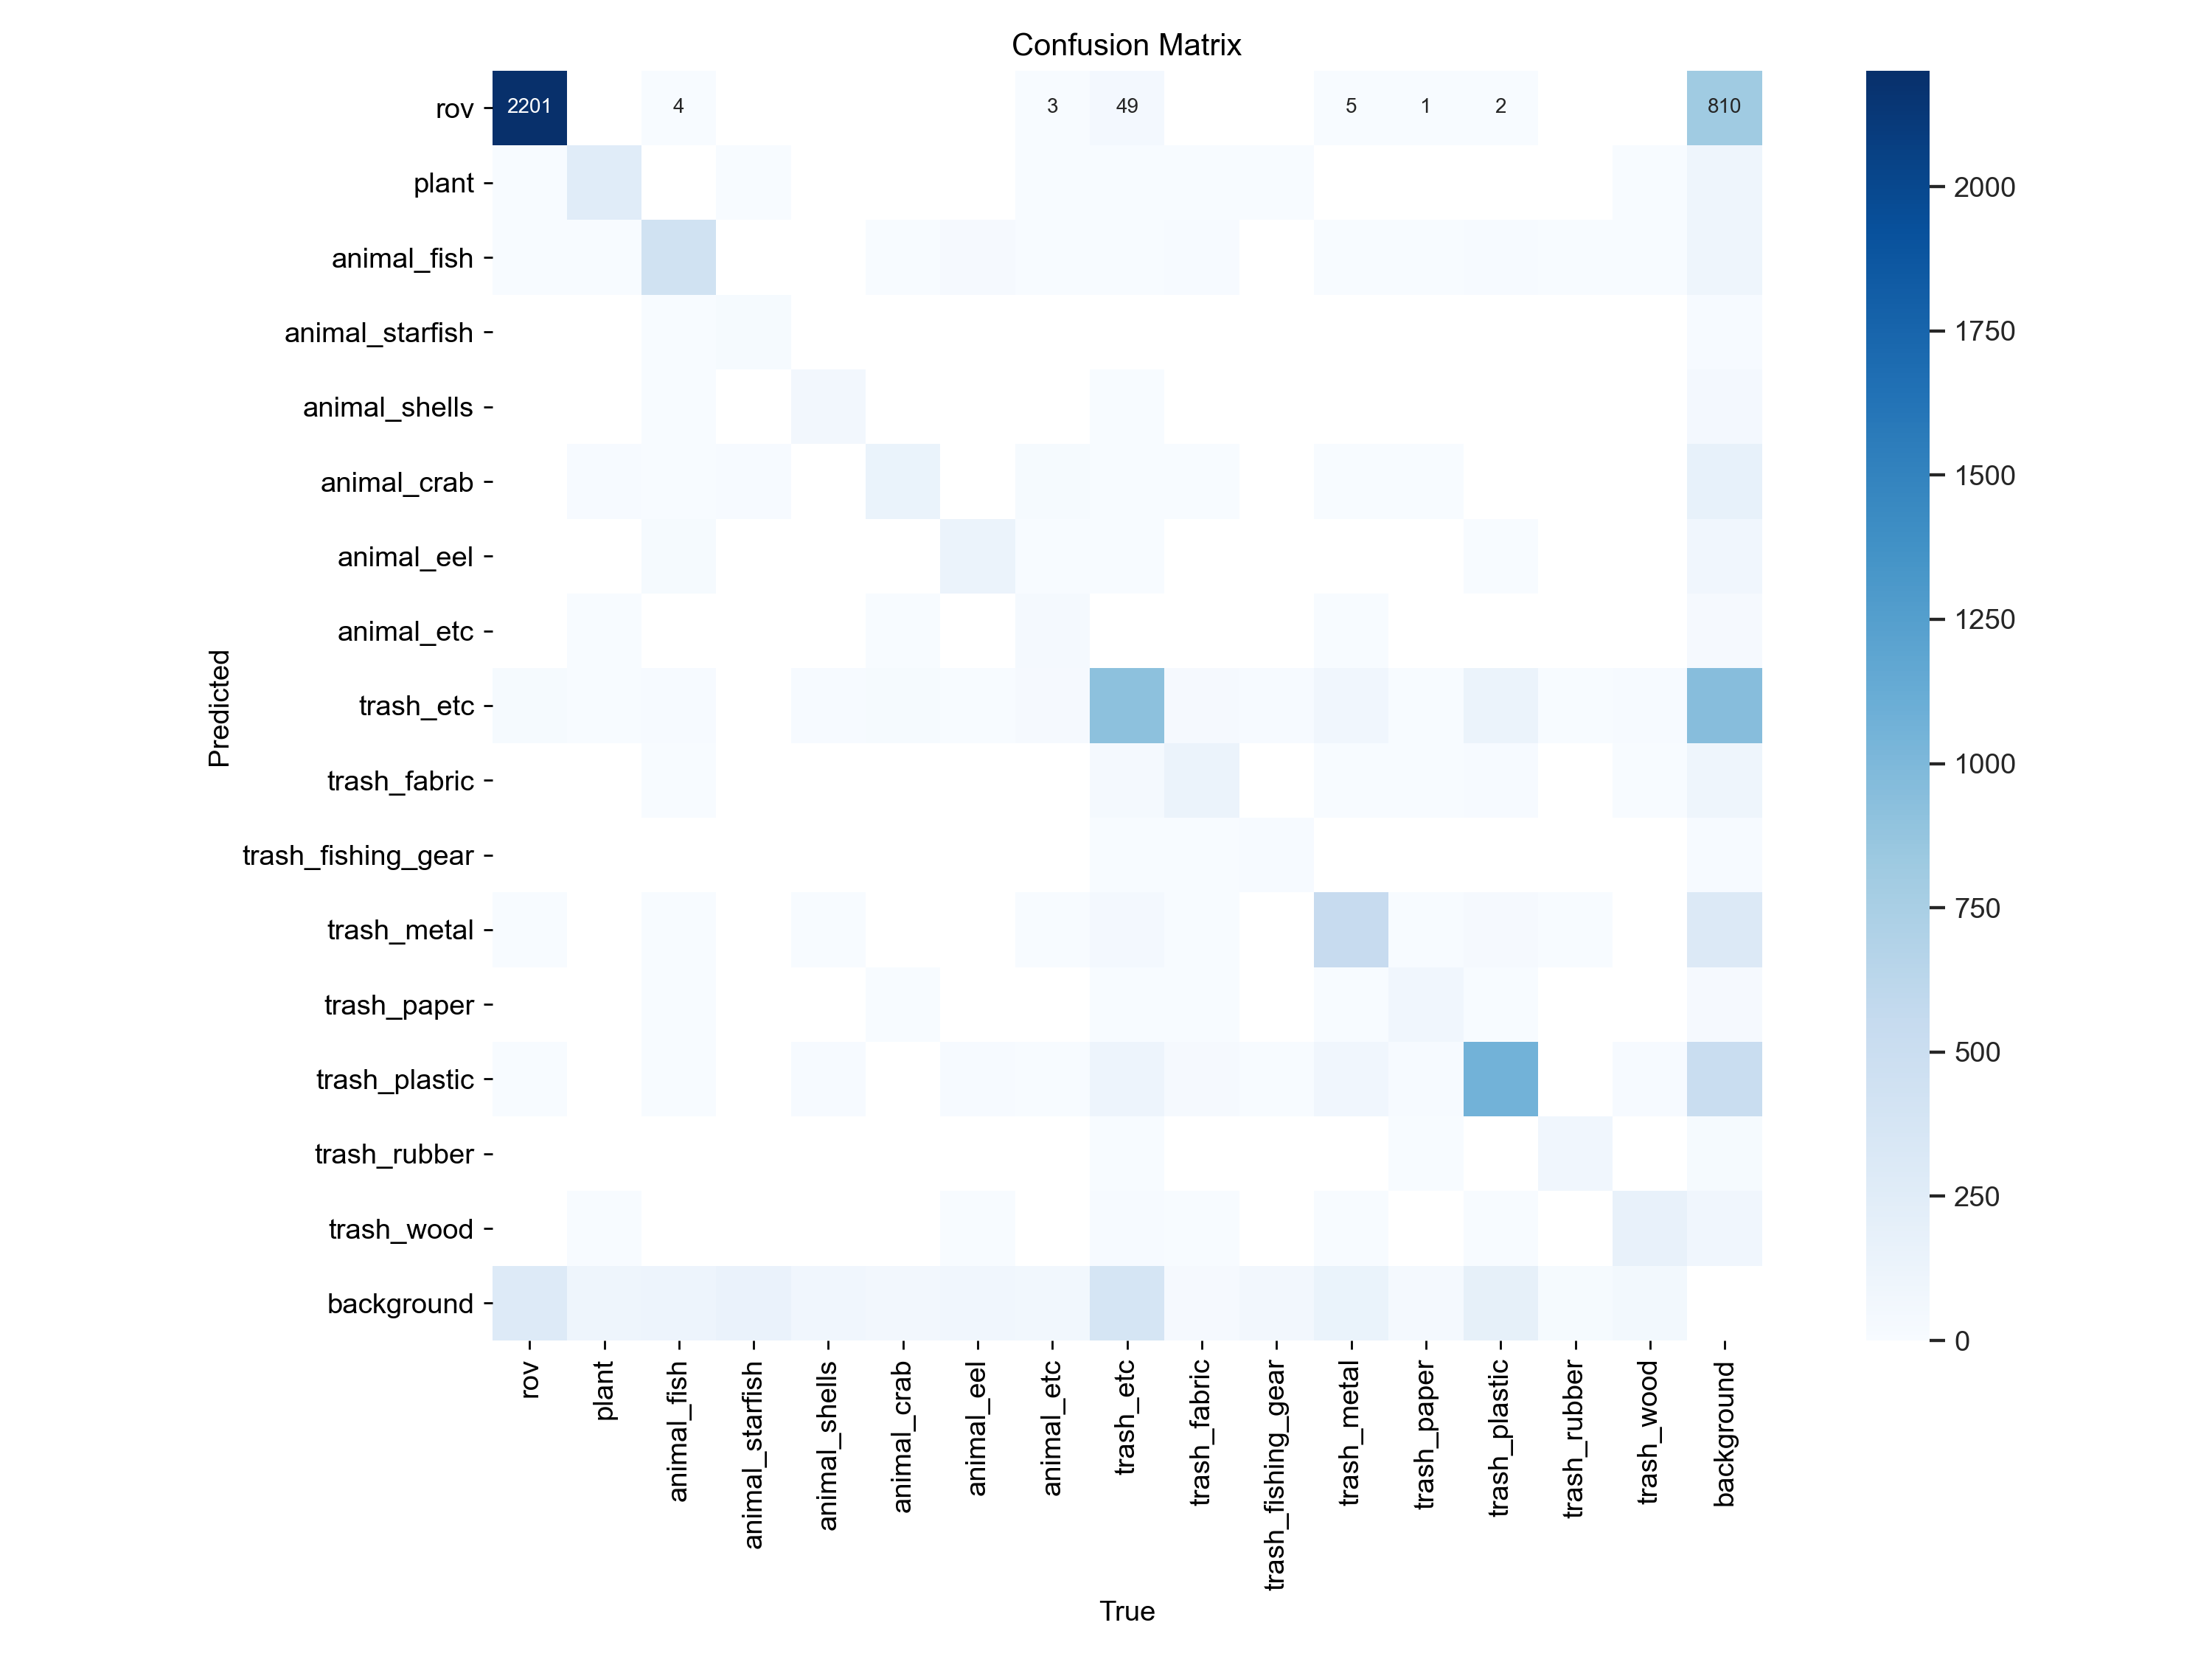 Confusion Matrix
rov 2201 4 3 49 5 1 2 810
plant
animal_fish
animal_starfish
animal_shells
animal_crab
animal_eel
animal_etc
trash_etc
trash_fabric
trash_fishing_gear
trash_metal
trash_paper
trash_plastic
trash_rubber
trash_wood
background
Predicted
rov
plant
animal_fish
animal_starfish
animal_shells
animal_crab
animal_eel
animal_etc
trash_etc
trash_fabric
trash_fishing_gear
trash_metal
trash_paper
trash_plastic
trash_rubber
trash_wood
background
True
2000
1750
1500
1250
1000
750
500
250
0